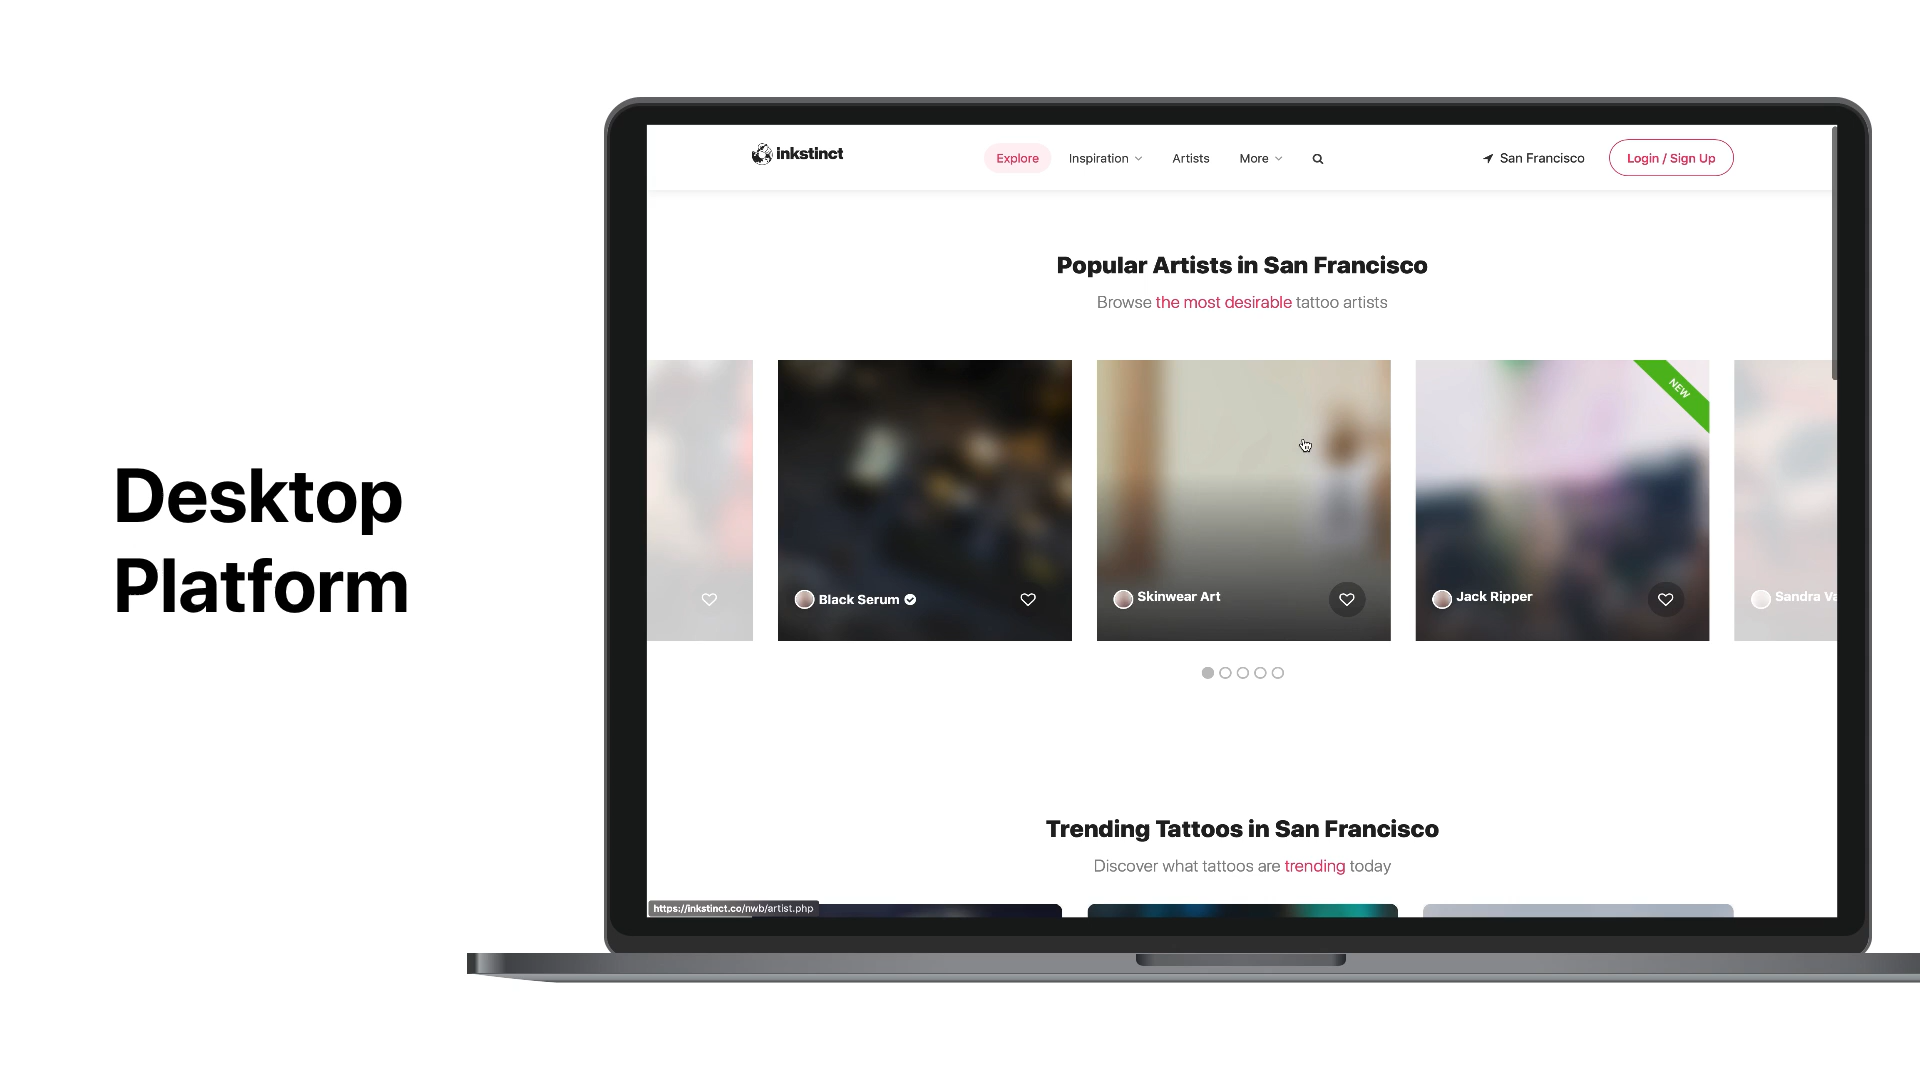 Desktop
Platform
inkstinct
Explore
Inspiration
Artists
More
San Francisco
Login / Sign Up
Popular Artists in San Francisco
Browse the most desirable tattoo artists
NEW
Black Serum
Skinwear Art
Jack Ripper
Sandra
Trending Tattoos in San Francisco
Discover what tattoos are trending today
https://inkstinct.co/nwb/artist.php